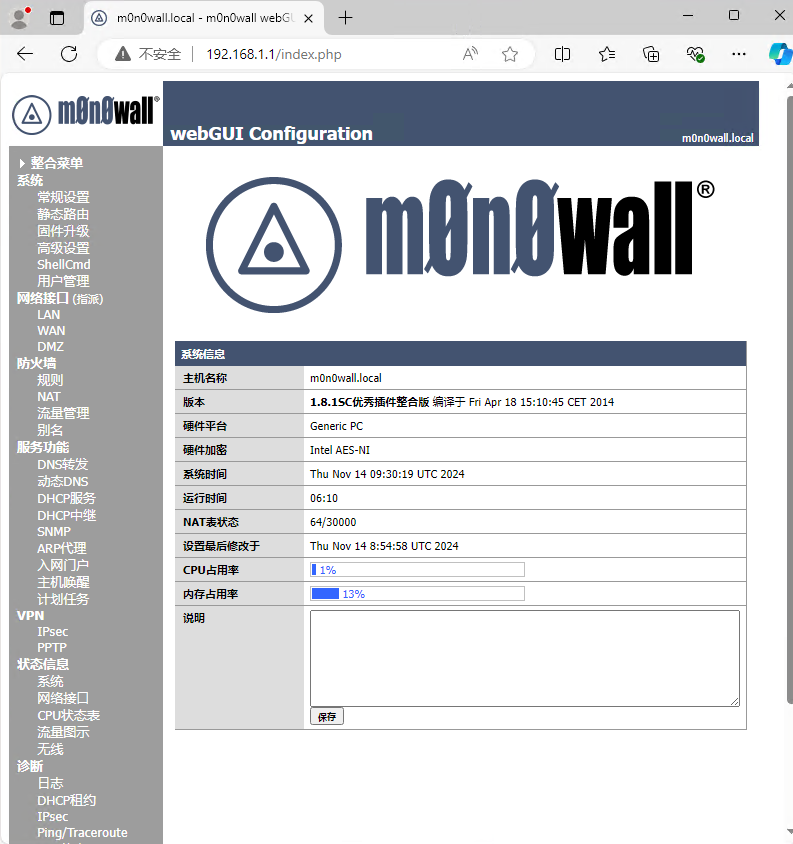 m0n0wall.local - m0n0wall webGU
不安全
192.168.1.1/index.php
m0n0wall®
webGUI Configuration
m0n0wall.local
整合菜单
系统
常规设置
静态路由
固件升级
高级设置
ShellCmd
用户管理
网络接口 (指派)
LAN
WAN
DMZ
防火墙
规则
NAT
流量管理
别名
服务功能
DNS转发
动态DNS
DHCP服务
DHCP中继
SNMP
ARP代理
入网门户
主机唤醒
计划任务
VPN
IPsec
PPTP
状态信息
系统
网络接口
CPU状态表
流量图示
无线
诊断
日志
DHCP租约
IPsec
Ping/Traceroute
m0n0wall®
系统信息
主机名称 m0n0wall.local
版本 1.8.1SC优秀插件整合版 编译于 Fri Apr 18 15:10:45 CET 2014
硬件平台 Generic PC
硬件加密 Intel AES-NI
系统时间 Thu Nov 14 09:30:19 UTC 2024
运行时间 06:10
NAT表状态 64/30000
设置最后修改于 Thu Nov 14 8:54:58 UTC 2024
CPU占用率 1%
内存占用率 13%
说明
保存